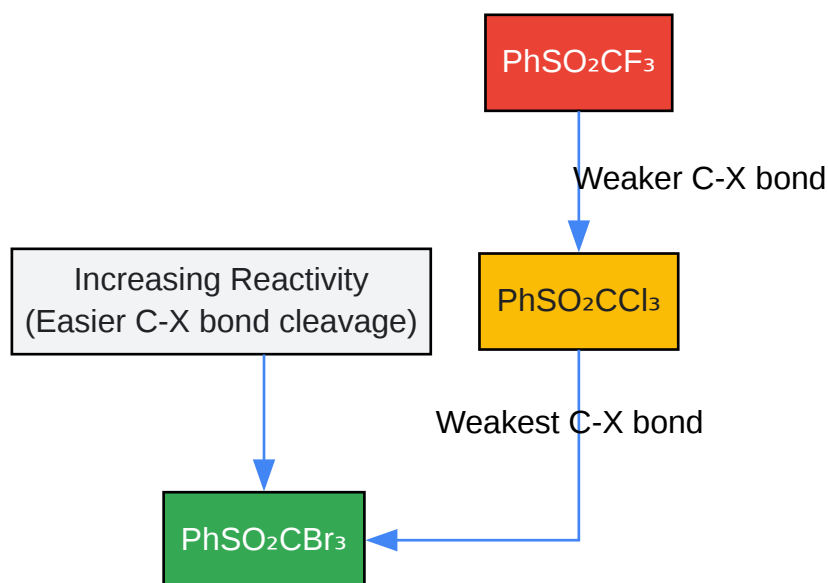 PhSO₂CF₃
Weaker C-X bond
Increasing Reactivity
(Easier C-X bond cleavage)
PhSO₂CCl₃
Weakest C-X bond
PhSO₂CBr₃